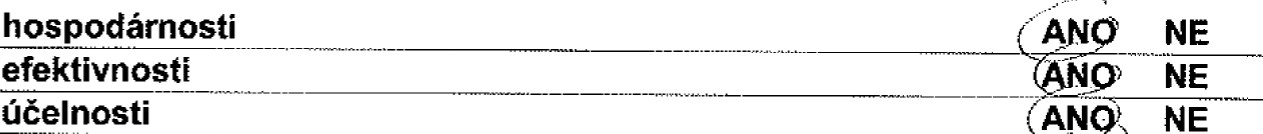 hospodárnosti ANO NE
efektivnosti ANO NE
účelnosti ANO NE